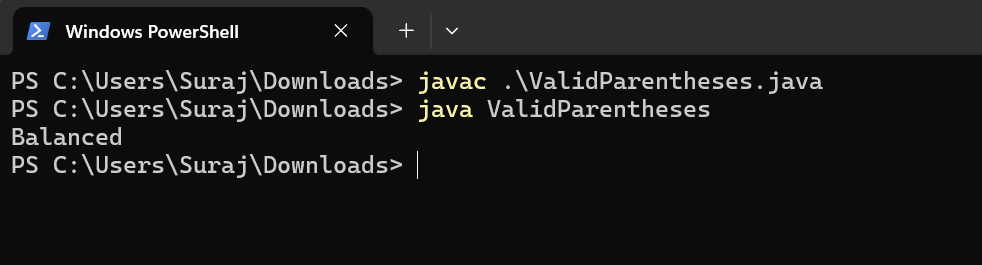 Windows PowerShell
PS C:\Users\Suraj\Downloads> javac .\ValidParentheses.java
PS C:\Users\Suraj\Downloads> java ValidParentheses
Balanced
PS C:\Users\Suraj\Downloads>